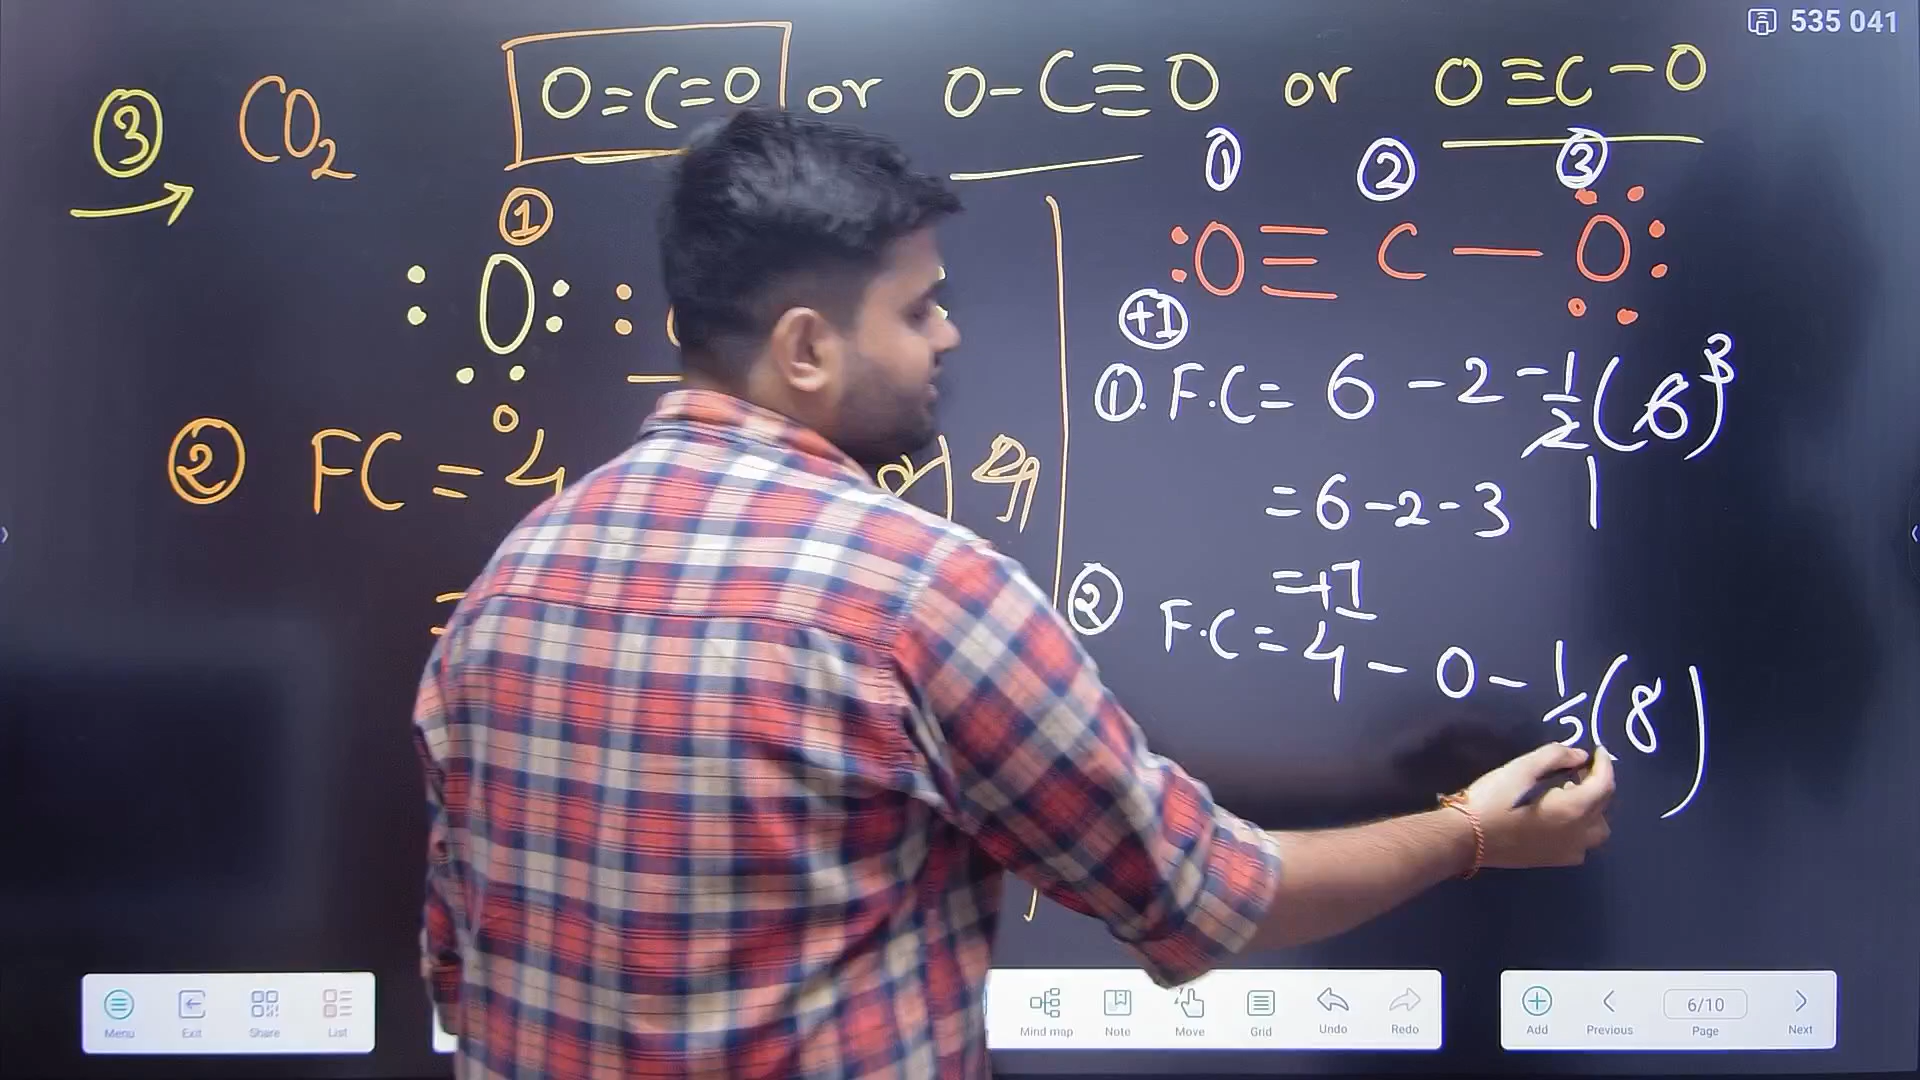 535 041
③ CO₂ O=C=O or O-C≡O or O≡C-O
① ② ③
①
:O≡C—O
O
+1
①. F.C = 6 - 2 - 1/2 (6) 3
1
② FC = 4
= 6 - 2 - 3
= +1
② F.C = 4 - 0 - 1/2 (8)
Menu Exit Share List Mind map Note Move Grid Undo Redo Add Previous 6/10 Page Next